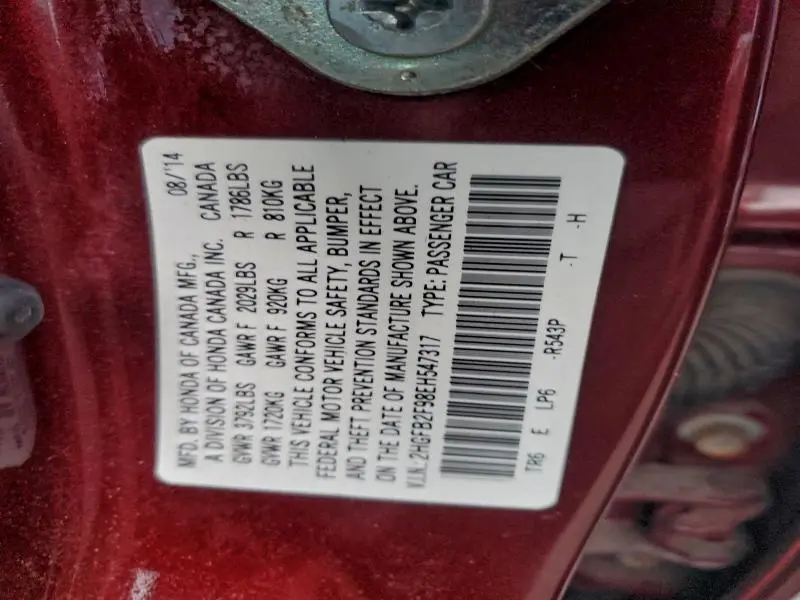 MFD. BY HONDA OF CANADA MFG., 08/'14
A DIVISION OF HONDA CANADA INC. CANADA
GVWR 3792LBS GAWR F 2029LBS R 1786LBS
GVWR 1720KG GAWR F 920KG R 810KG
THIS VEHICLE CONFORMS TO ALL APPLICABLE
FEDERAL MOTOR VEHICLE SAFETY, BUMPER,
AND THEFT PREVENTION STANDARDS IN EFFECT
ON THE DATE OF MANUFACTURE SHOWN ABOVE.
V.I.N.: 2HGFB2F98EH547317 TYPE: PASSENGER CAR
TR6 E LP6 -R543P -T -H